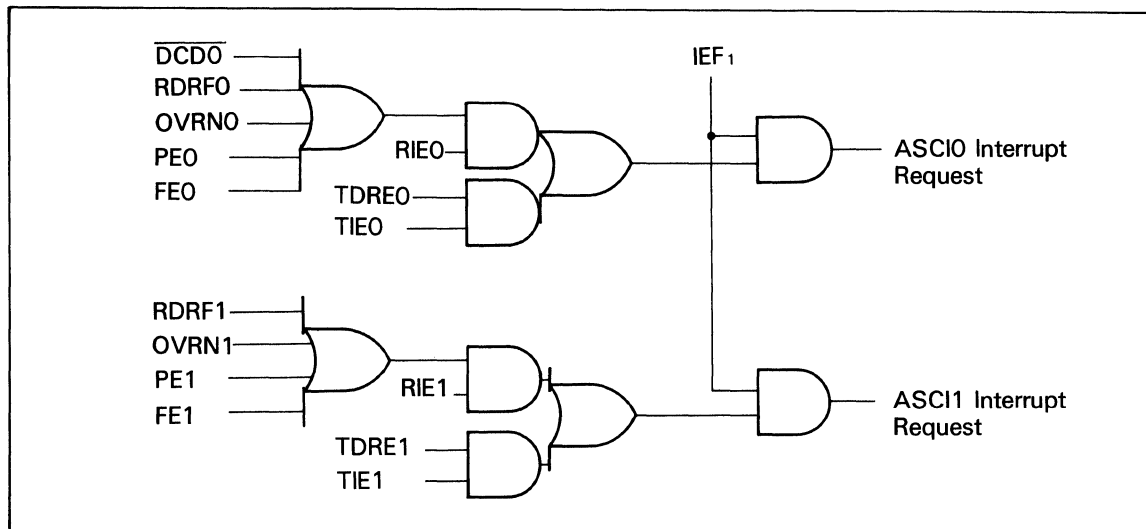 D̅C̅D̅0̅
RDRF0
OVRN0
PE0
FE0
RIE0
TDRE0
TIE0
IEF₁
ASCI0 Interrupt
Request
RDRF1
OVRN1
PE1
FE1
RIE1
TDRE1
TIE1
ASCI1 Interrupt
Request